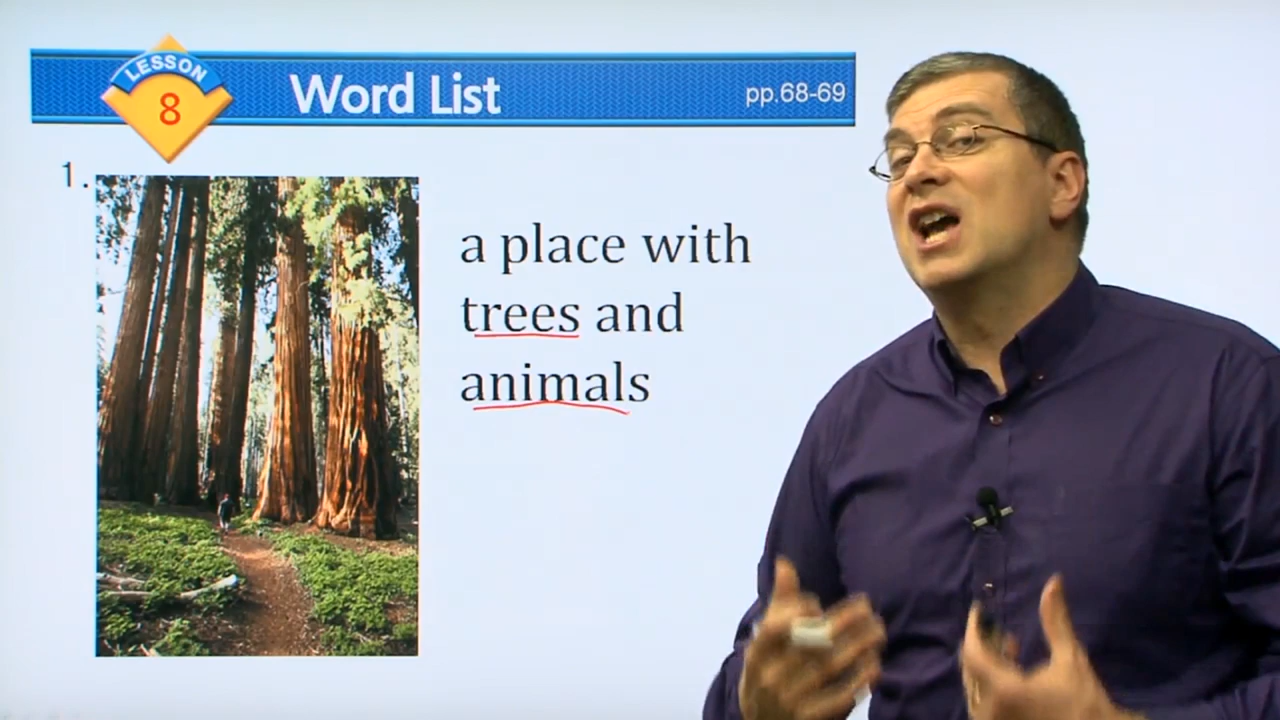 LESSON
8
Word List
pp.68-69
1.
a place with
trees and
animals